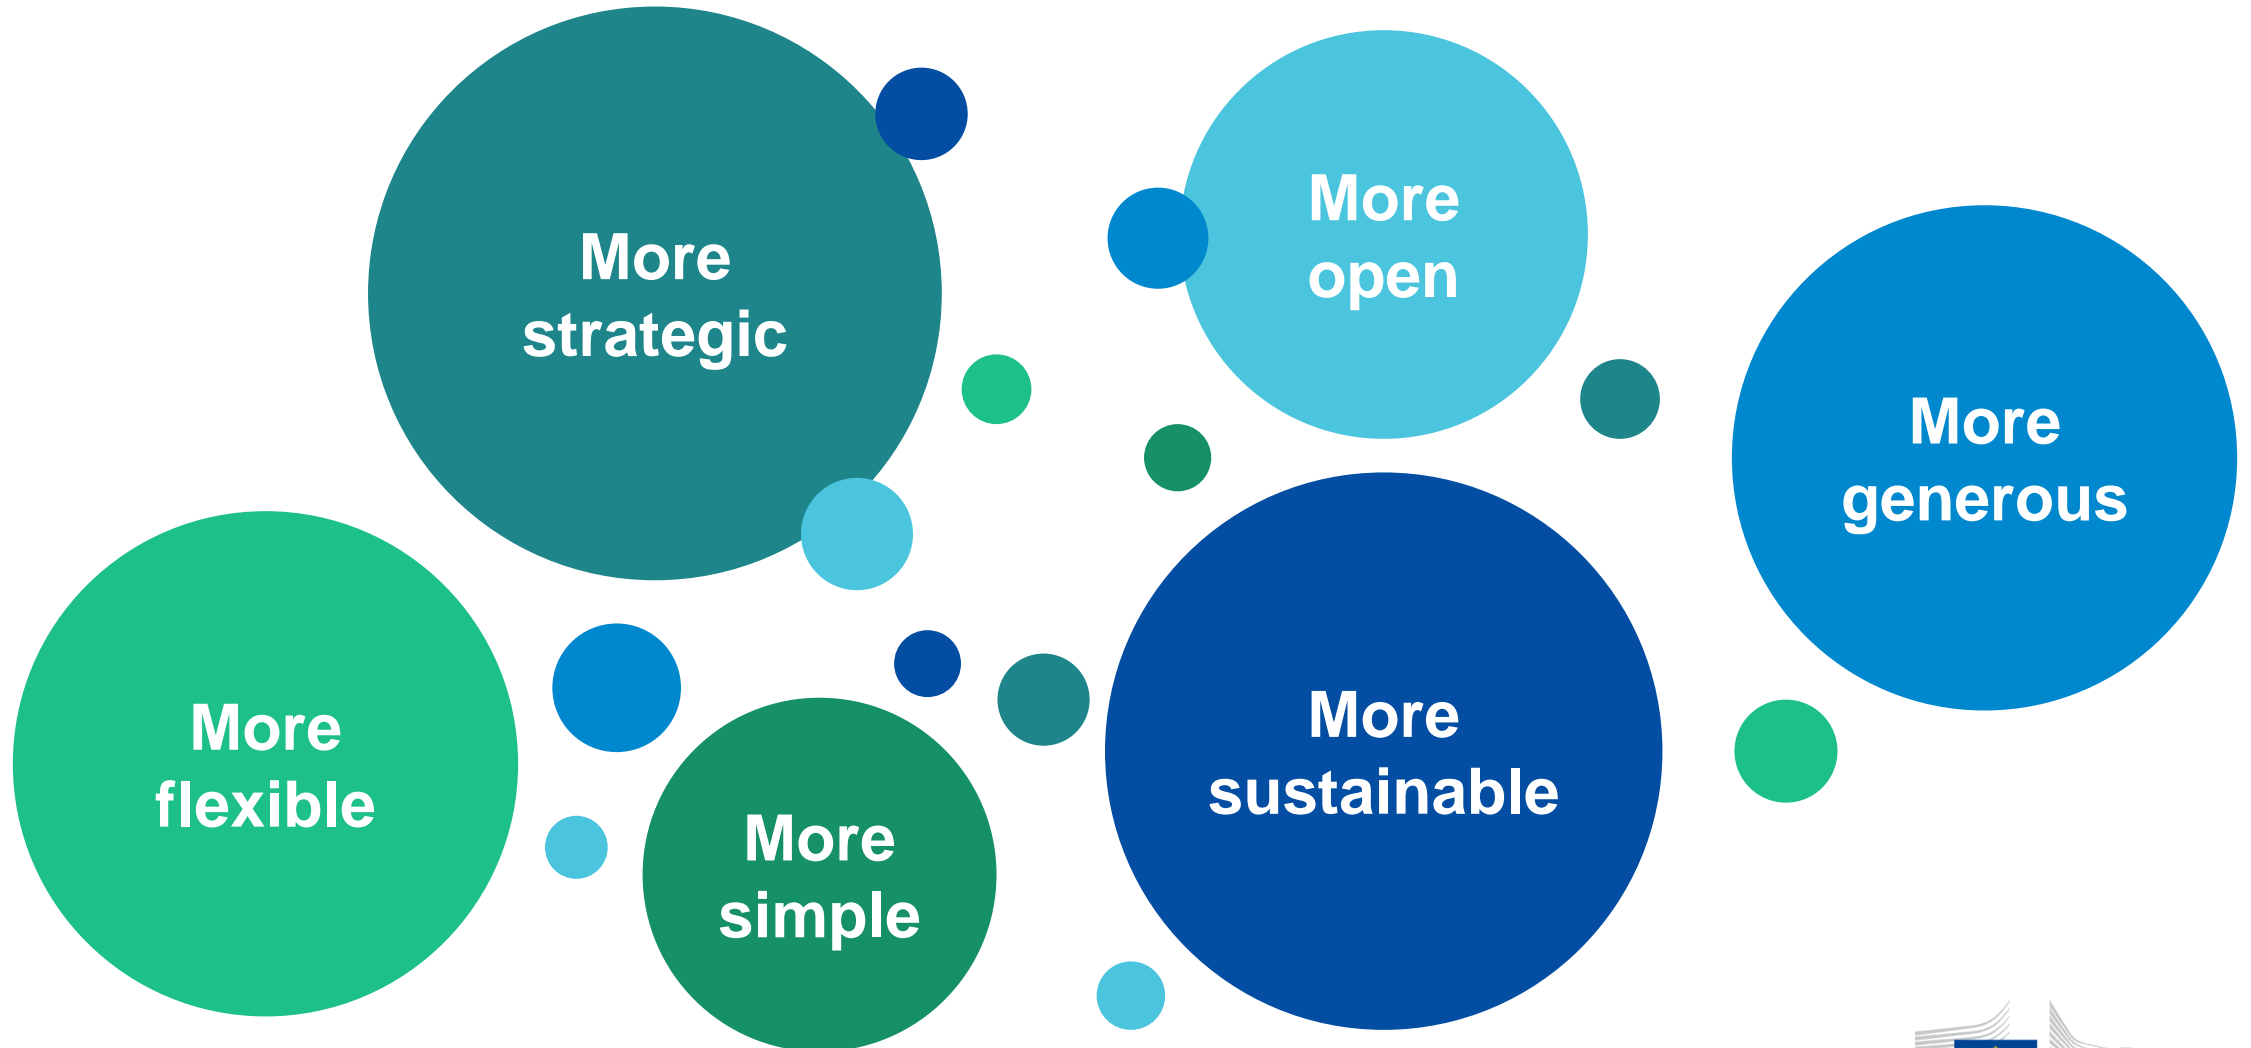 More
strategic
More
open
More
generous
More
flexible
More
simple
More
sustainable